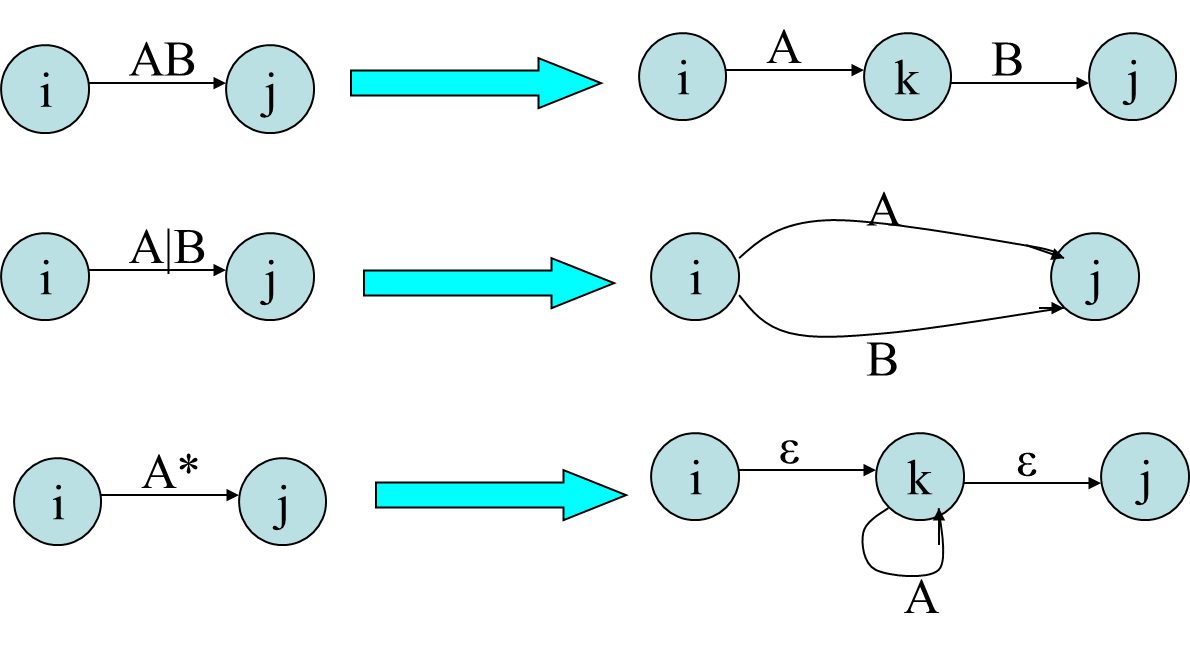 i AB j i A k B j
i A|B j i A B j
i A* j i ε k ε j A